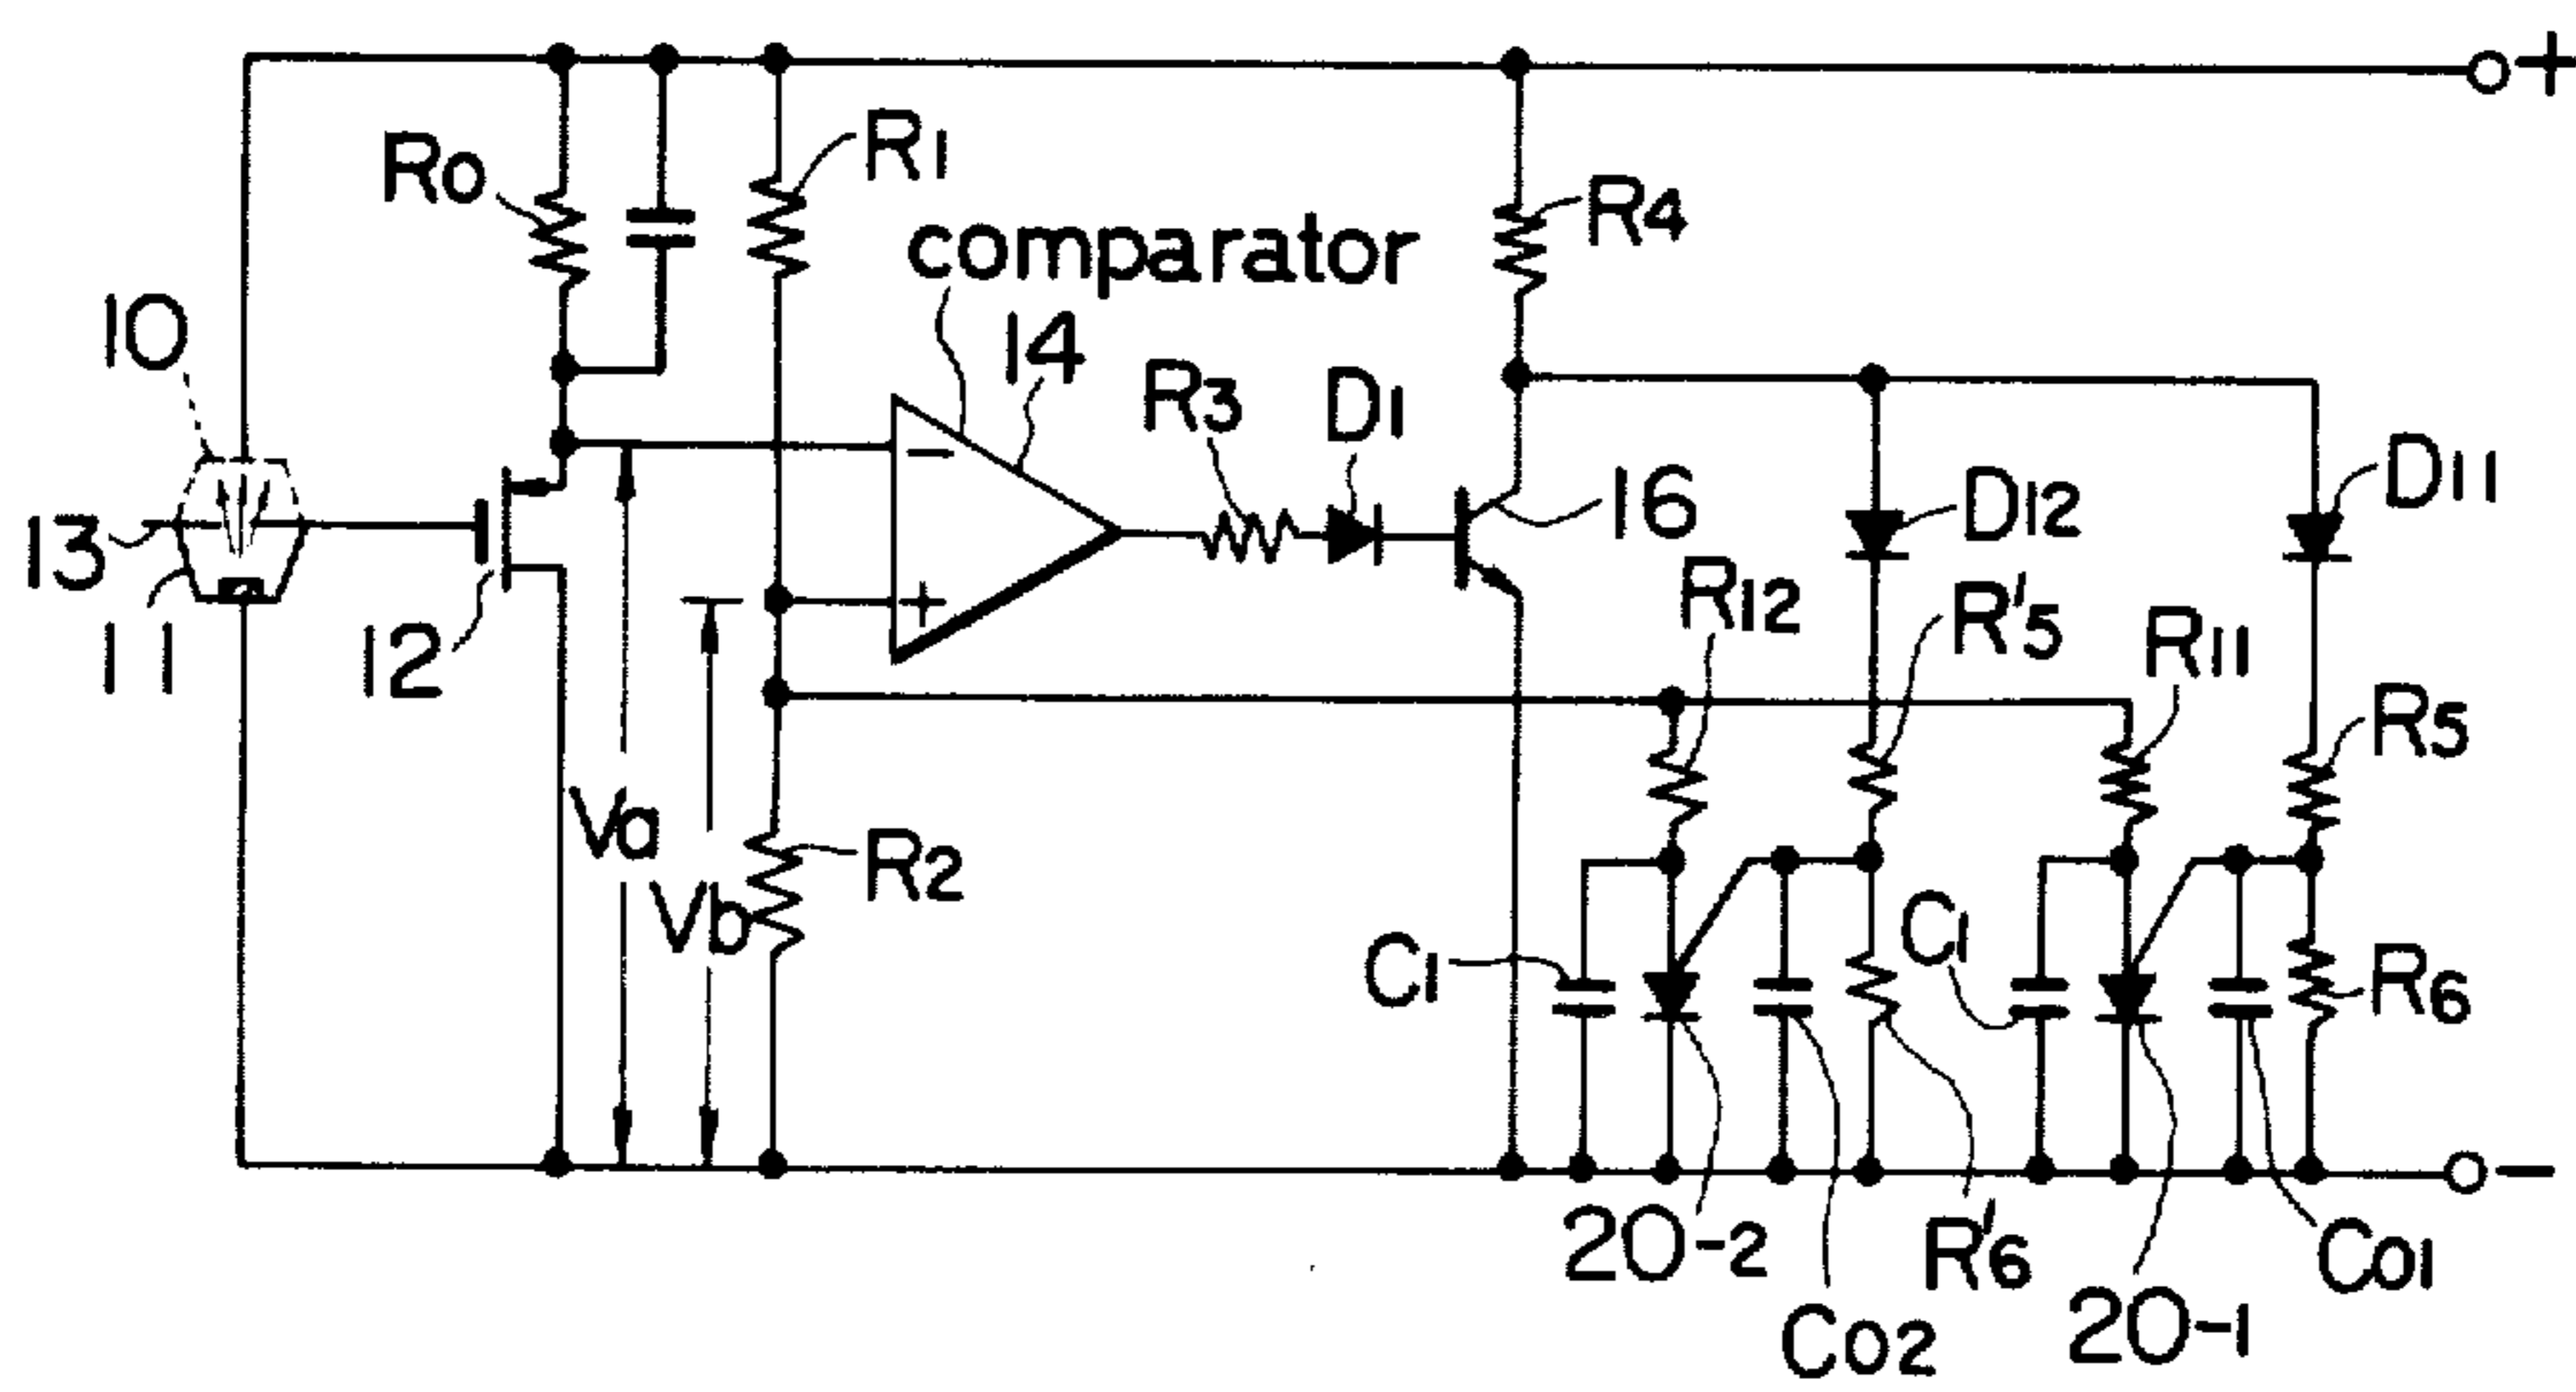 +
R0
R1
R4
comparator
10
14
R3
D1
D11
16
D12
13
−
R12
R'5
11
12
+
R11
R5
Va
R2
Vb
C1
C1
R6
−
20-2
R'6
C01
C02
20-1